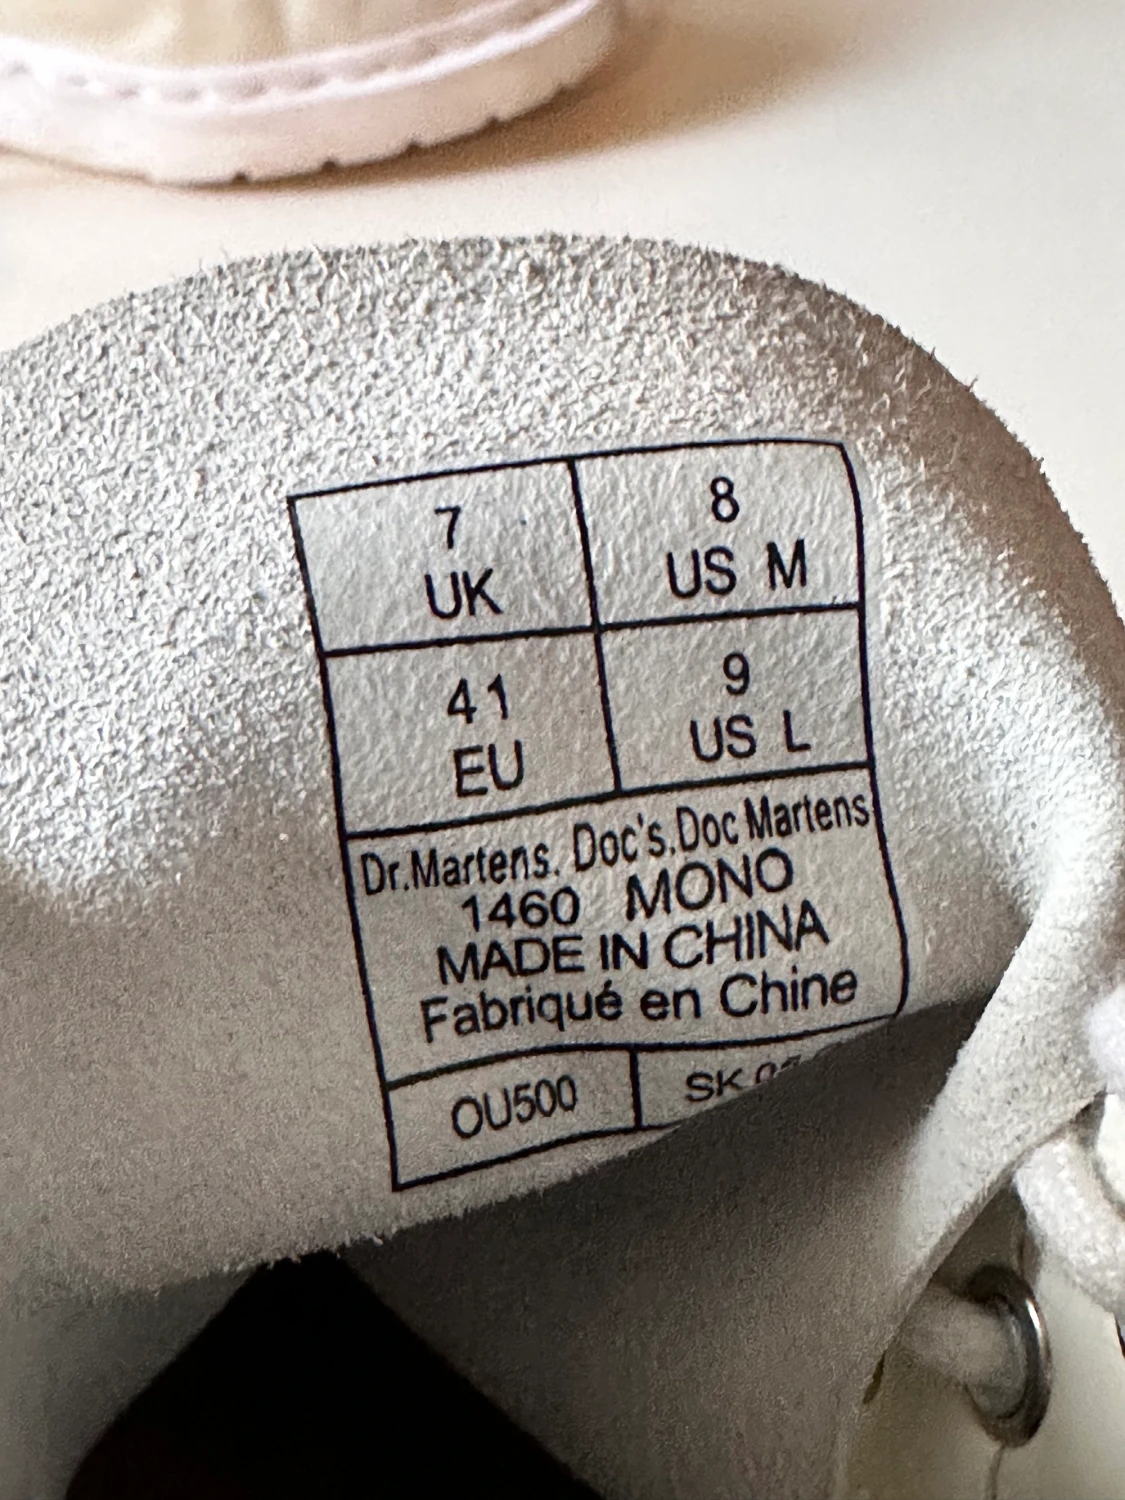 7
UK
8
US M
41
EU
9
US L
Dr.Martens. Doc's.Doc Martens
1460 MONO
MADE IN CHINA
Fabriqué en Chine
OU500
SK